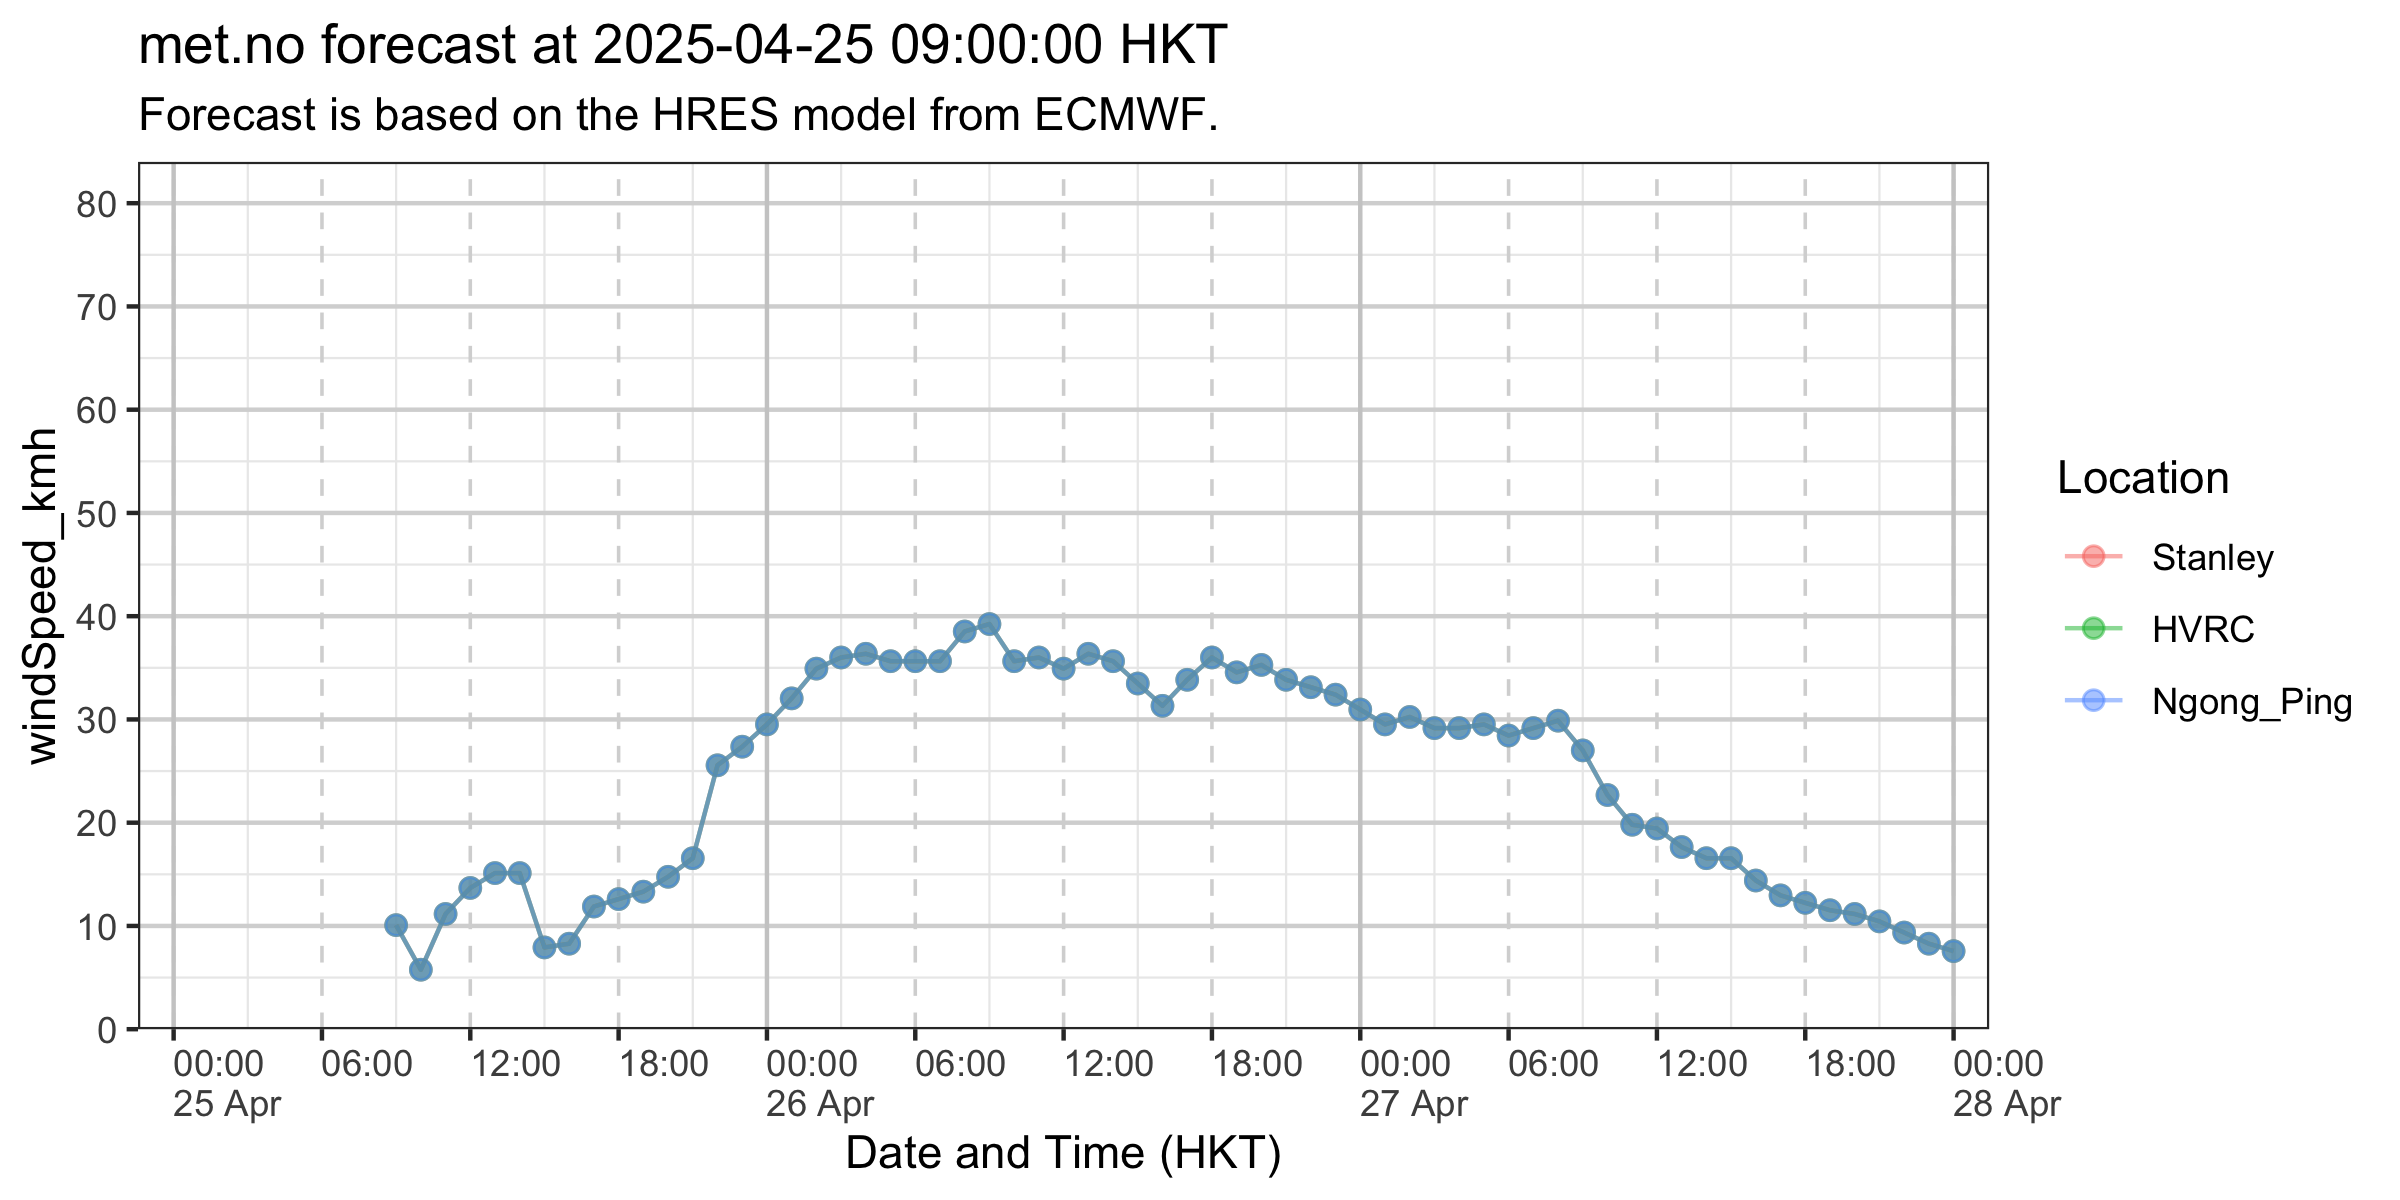 met.no forecast at 2025-04-25 09:00:00 HKT
Forecast is based on the HRES model from ECMWF.
windSpeed_kmh
80
70
60
50
40
30
20
10
0
00:00 06:00 12:00 18:00 00:00 06:00 12:00 18:00 00:00 06:00 12:00 18:00 00:00
25 Apr 26 Apr 27 Apr 28 Apr
Date and Time (HKT)
Location
Stanley
HVRC
Ngong_Ping